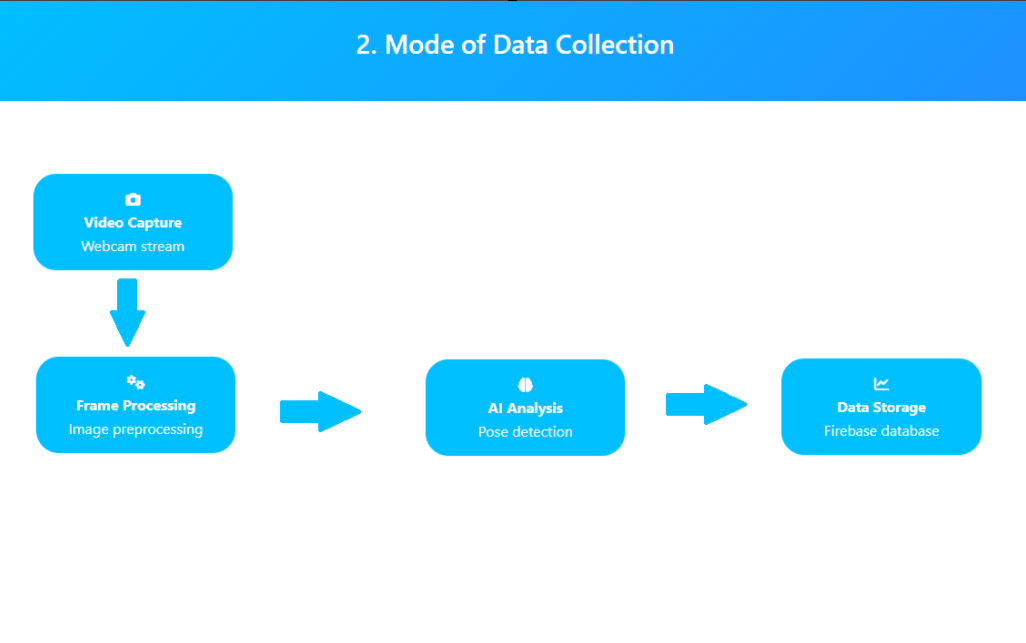 2. Mode of Data Collection
Video Capture
Webcam stream
Frame Processing
Image preprocessing
AI Analysis
Pose detection
Data Storage
Firebase database